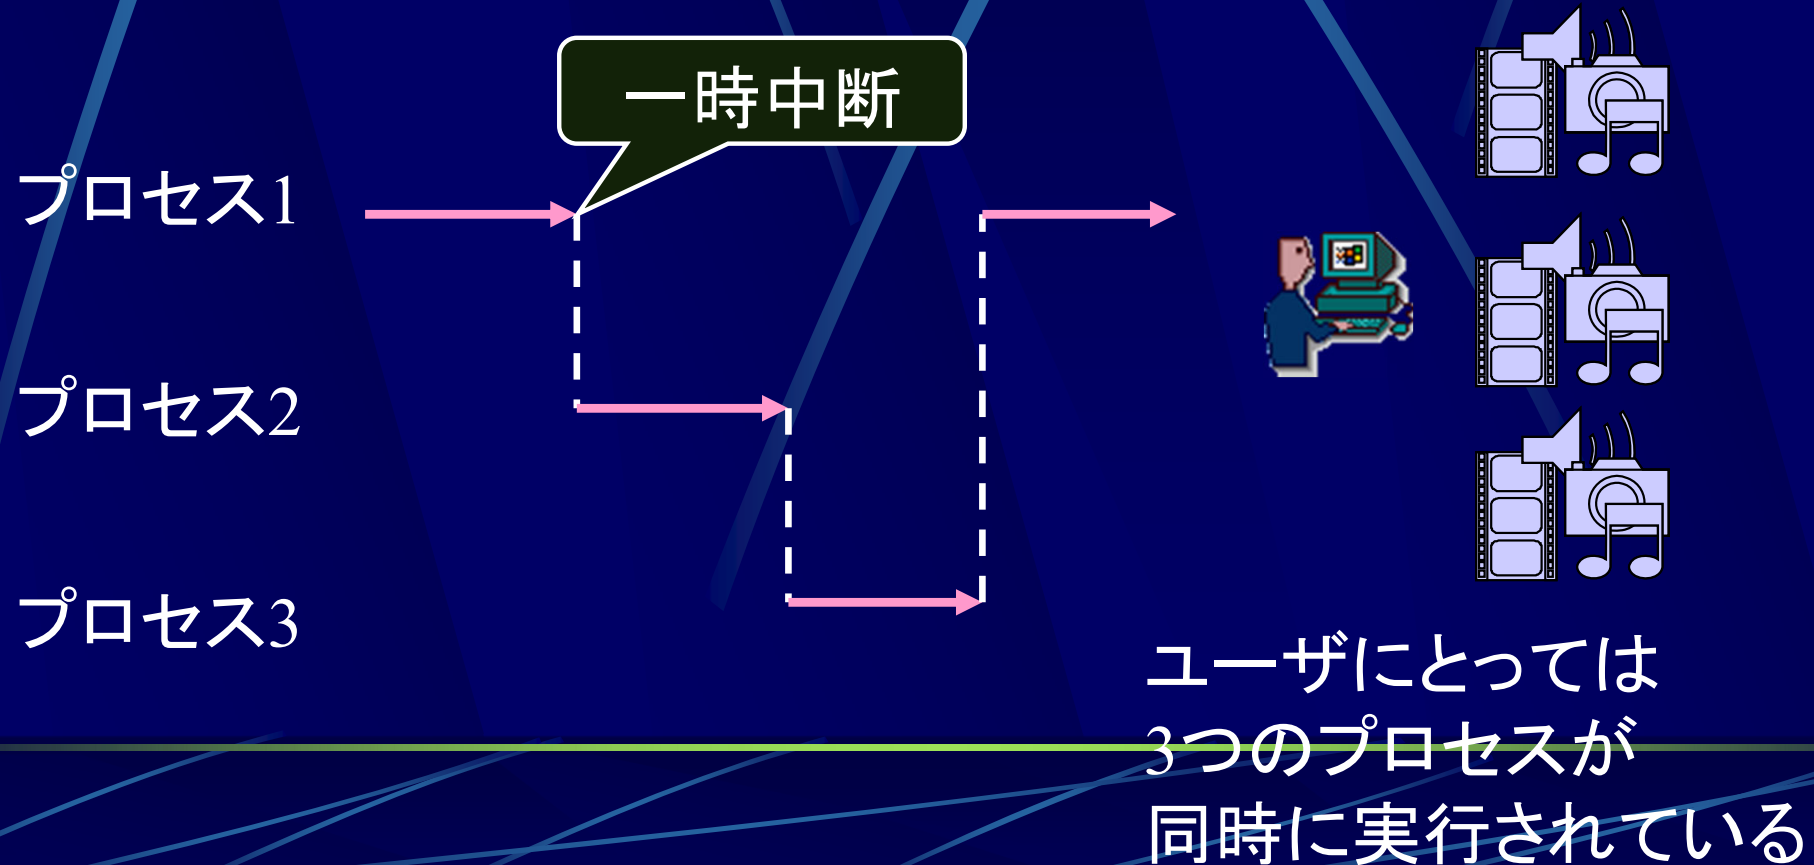 一時中断
プロセス1
プロセス2
プロセス3
ユーザにとっては
3つのプロセスが
同時に実行されている